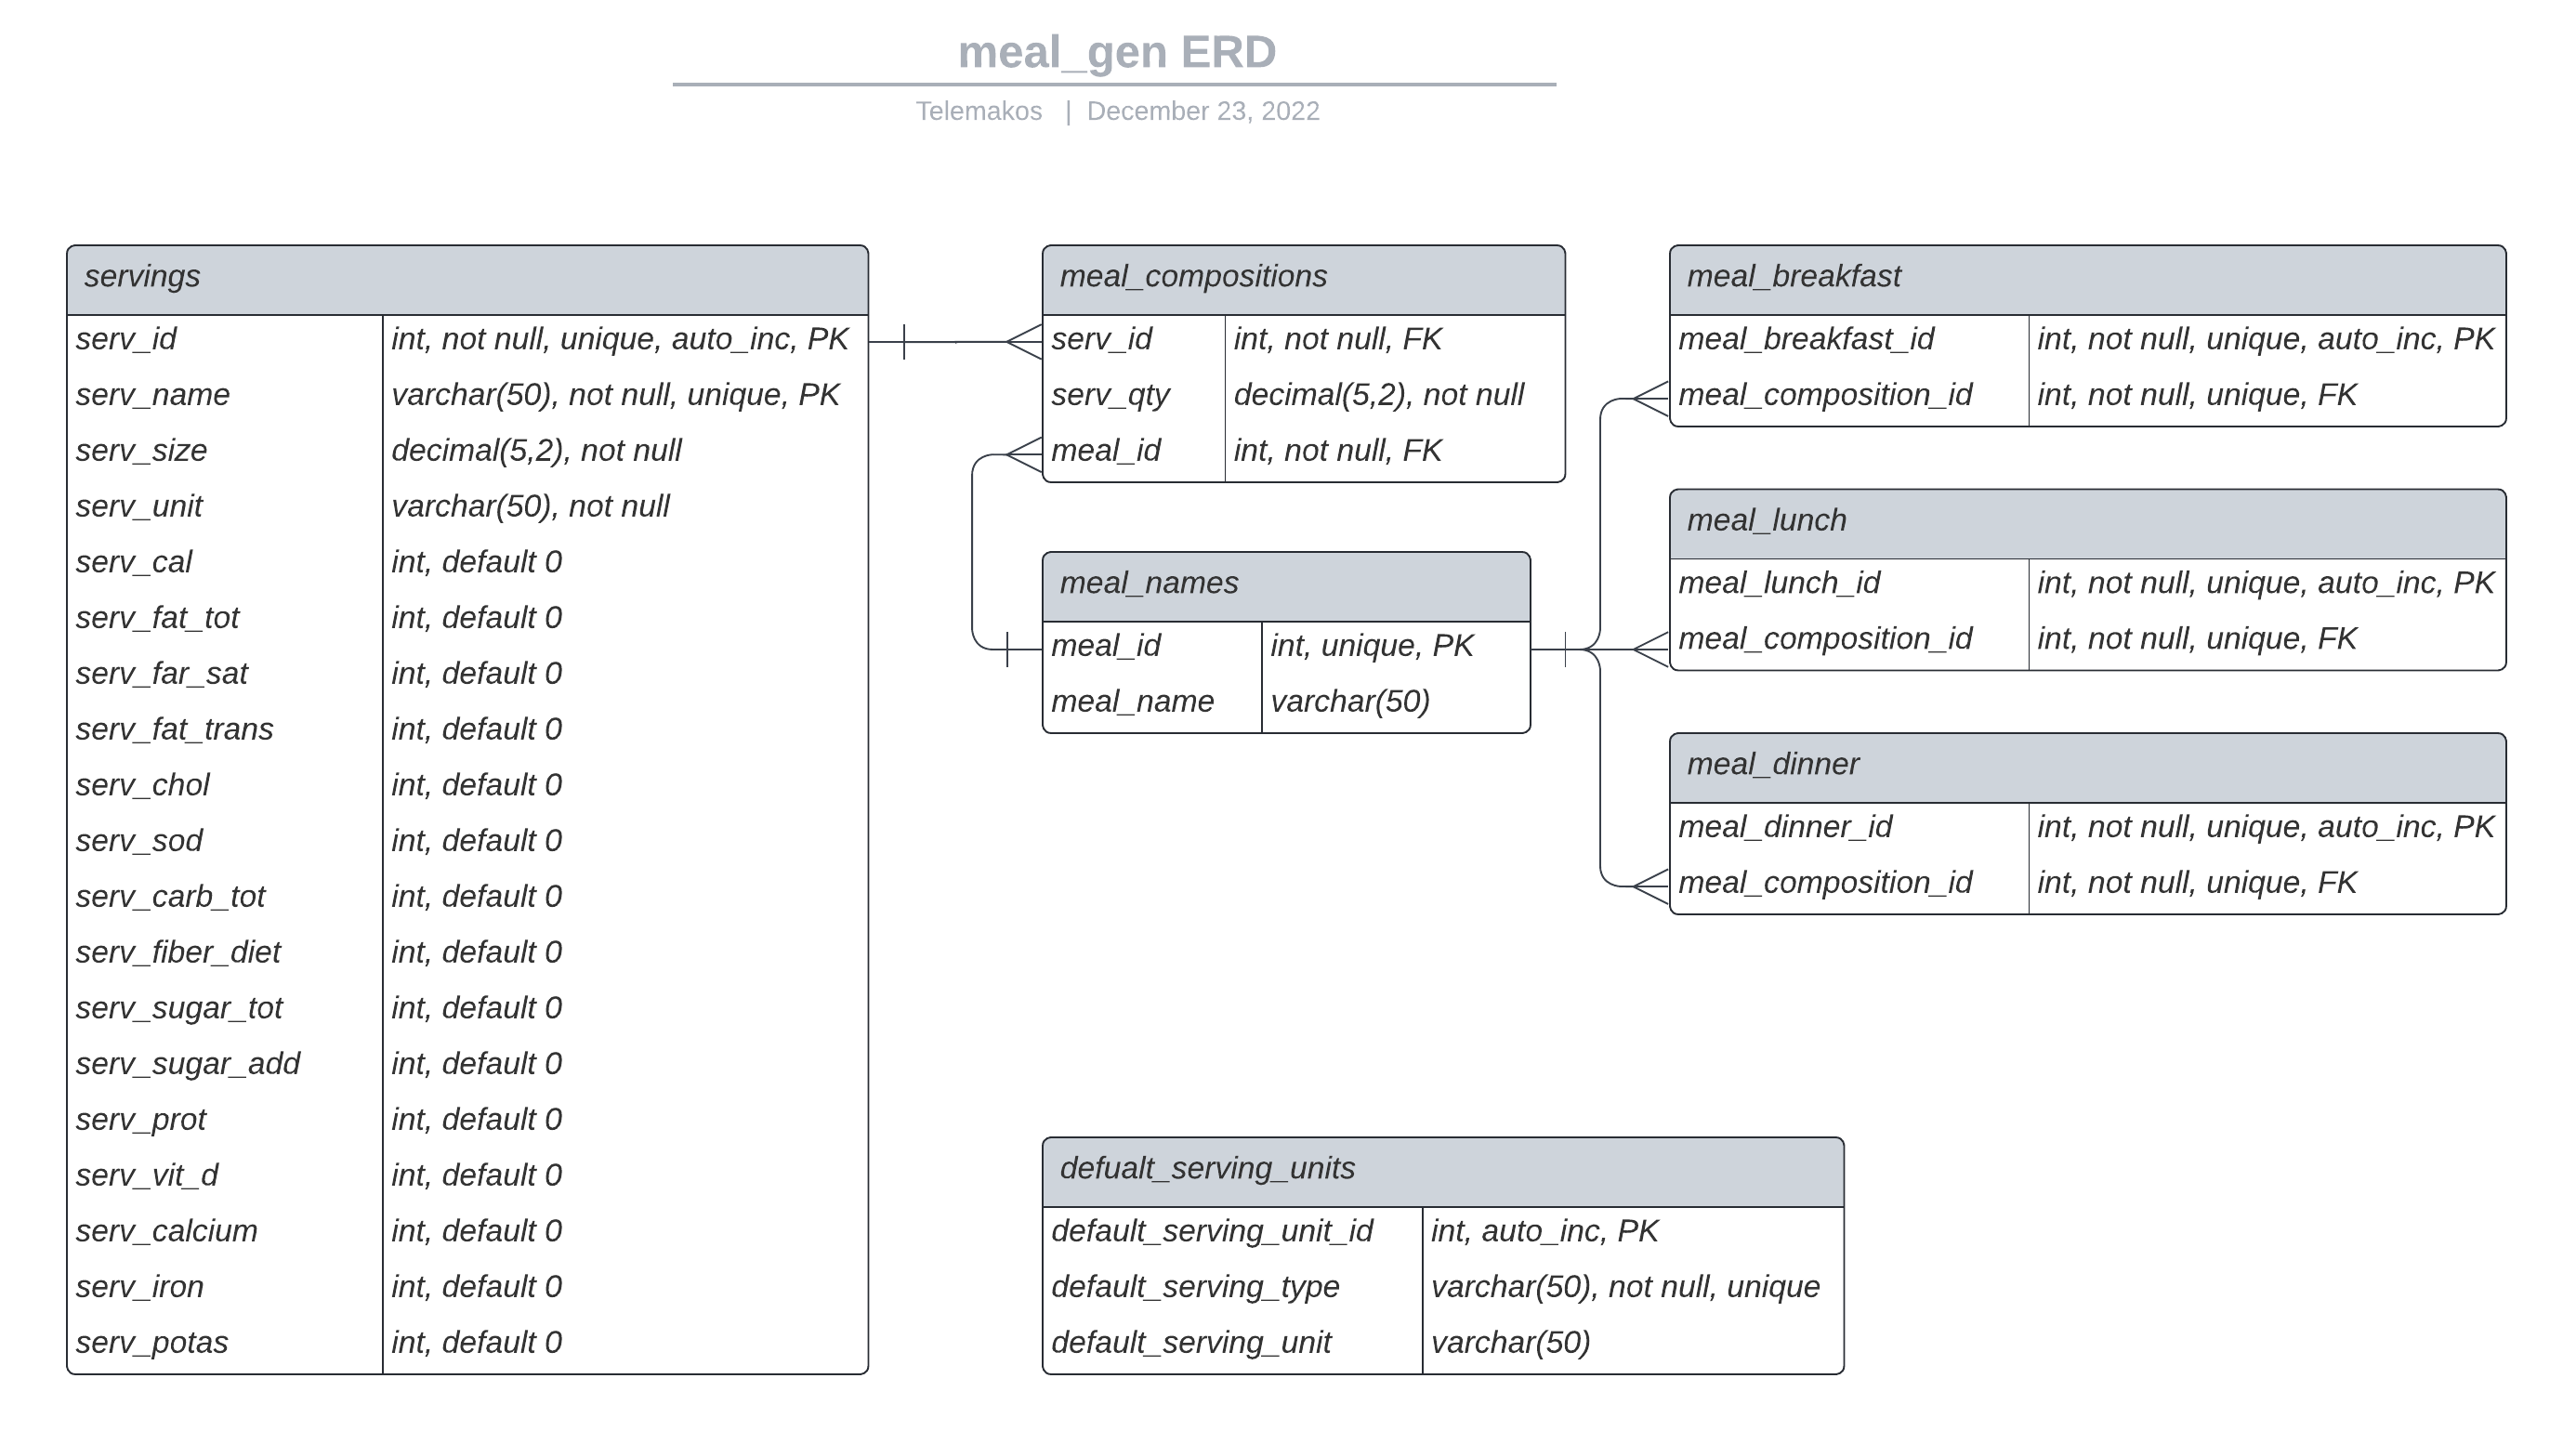 meal_gen ERD
Telemakos | December 23, 2022
servings
serv_id int, not null, unique, auto_inc, PK
serv_name varchar(50), not null, unique, PK
serv_size decimal(5,2), not null
serv_unit varchar(50), not null
serv_cal int, default 0
serv_fat_tot int, default 0
serv_far_sat int, default 0
serv_fat_trans int, default 0
serv_chol int, default 0
serv_sod int, default 0
serv_carb_tot int, default 0
serv_fiber_diet int, default 0
serv_sugar_tot int, default 0
serv_sugar_add int, default 0
serv_prot int, default 0
serv_vit_d int, default 0
serv_calcium int, default 0
serv_iron int, default 0
serv_potas int, default 0
meal_compositions
serv_id int, not null, FK
serv_qty decimal(5,2), not null
meal_id int, not null, FK
meal_names
meal_id int, unique, PK
meal_name varchar(50)
meal_breakfast
meal_breakfast_id int, not null, unique, auto_inc, PK
meal_composition_id int, not null, unique, FK
meal_lunch
meal_lunch_id int, not null, unique, auto_inc, PK
meal_composition_id int, not null, unique, FK
meal_dinner
meal_dinner_id int, not null, unique, auto_inc, PK
meal_composition_id int, not null, unique, FK
defualt_serving_units
default_serving_unit_id int, auto_inc, PK
default_serving_type varchar(50), not null, unique
default_serving_unit varchar(50)